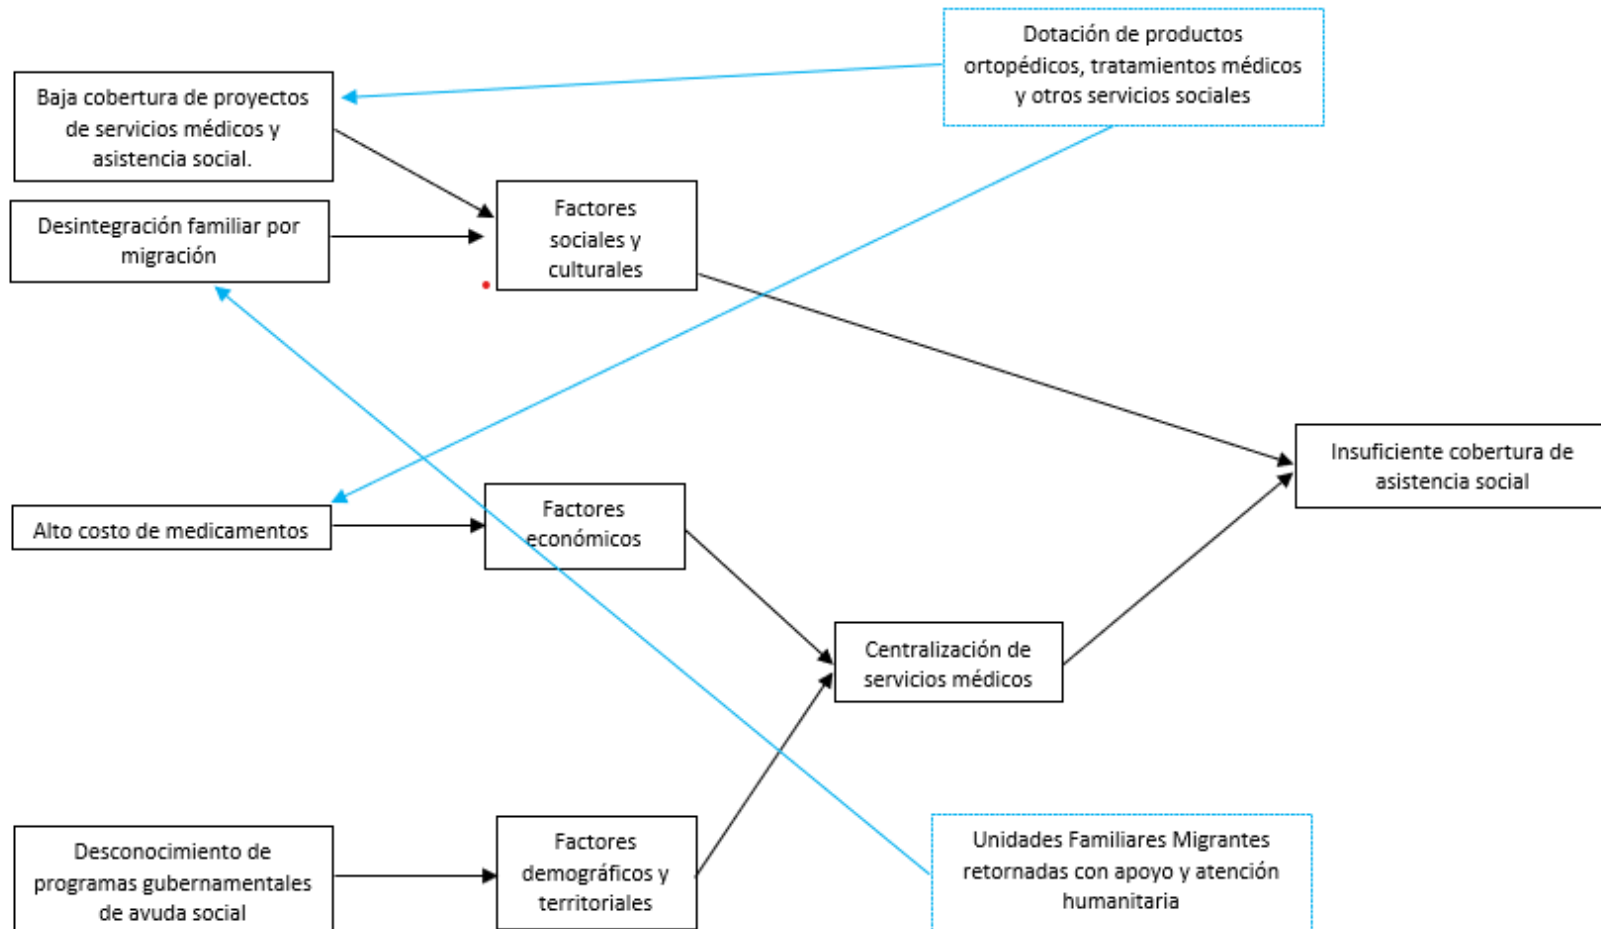 Dotación de productos
ortopédicos, tratamientos médicos
y otros servicios sociales
Baja cobertura de proyectos
de servicios médicos y
asistencia social.
Desintegración familiar por
migración
Factores
sociales y
culturales
Insuficiente cobertura de
asistencia social
Alto costo de medicamentos
Factores
económicos
Centralización de
servicios médicos
Desconocimiento de
programas gubernamentales
de ayuda social
Factores
demográficos y
territoriales
Unidades Familiares Migrantes
retornadas con apoyo y atención
humanitaria